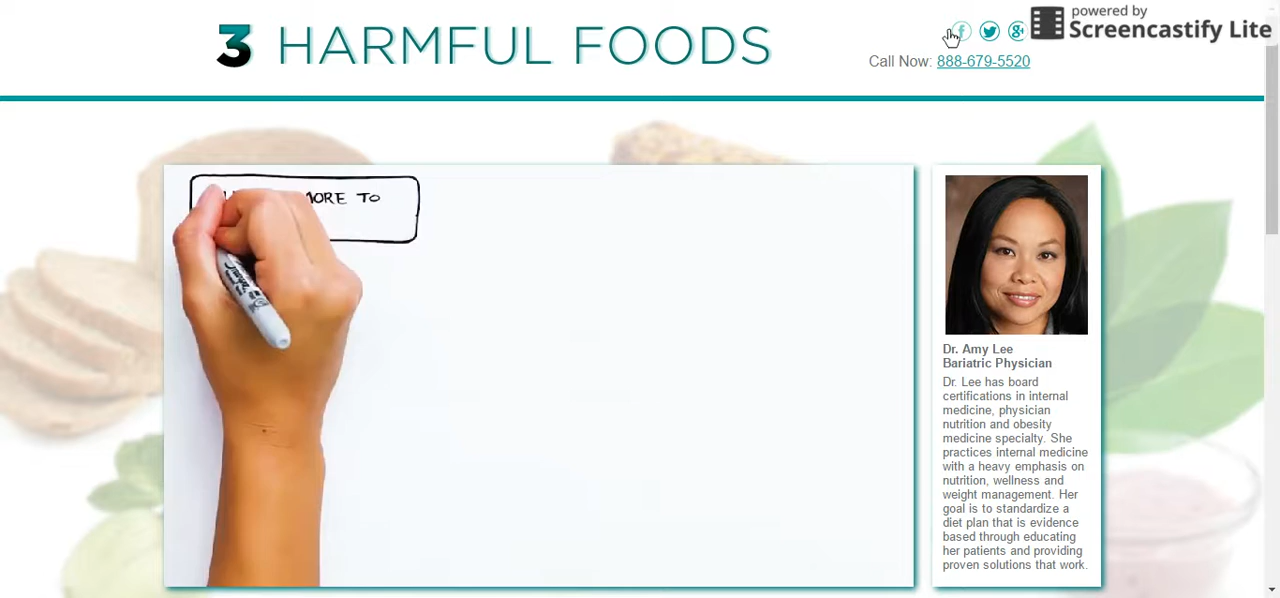 powered by
Screencastify Lite
3 HARMFUL FOODS
Call Now: 888-679-5520
MORE TO
Dr. Amy Lee
Bariatric Physician
Dr. Lee has board
certifications in internal
medicine, physician
nutrition and obesity
medicine specialty. She
practices internal medicine
with a heavy emphasis on
nutrition, wellness and
weight management. Her
goal is to standardize a
diet plan that is evidence
based through educating
her patients and providing
proven solutions that work.